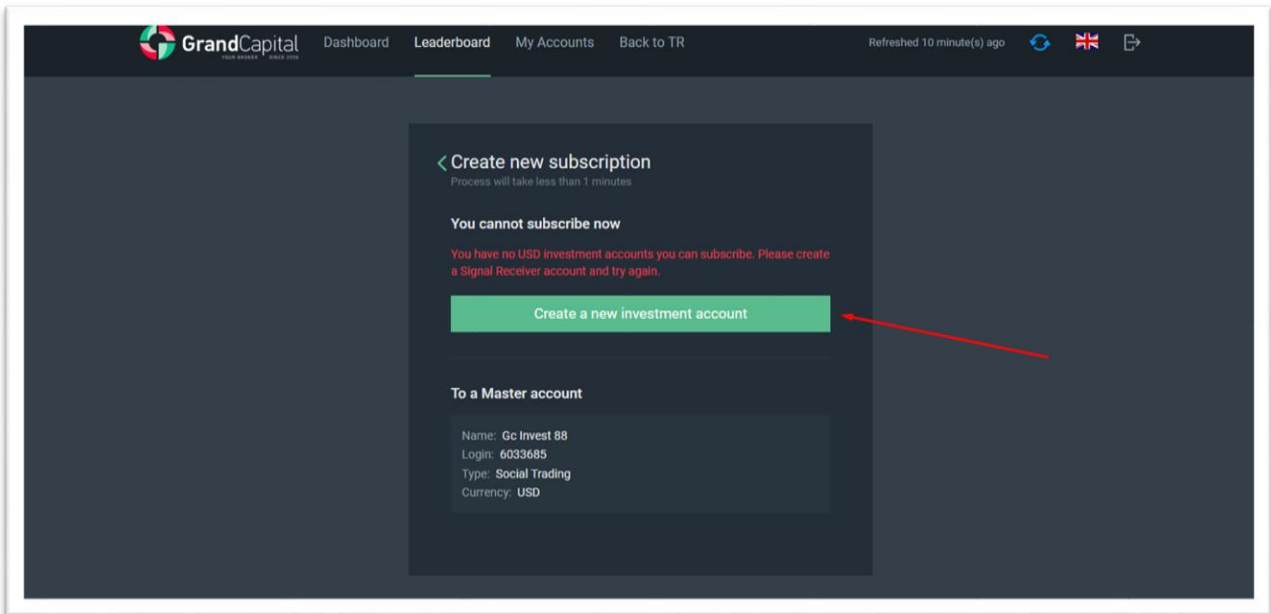 GrandCapital
YOUR BROKER SINCE 2006
Dashboard
Leaderboard
My Accounts
Back to TR
Refreshed 10 minute(s) ago
Create new subscription
Process will take less than 1 minutes
You cannot subscribe now
You have no USD investment accounts you can subscribe. Please create
a Signal Receiver account and try again.
Create a new investment account
To a Master account
Name: Gc Invest 88
Login: 6033685
Type: Social Trading
Currency: USD